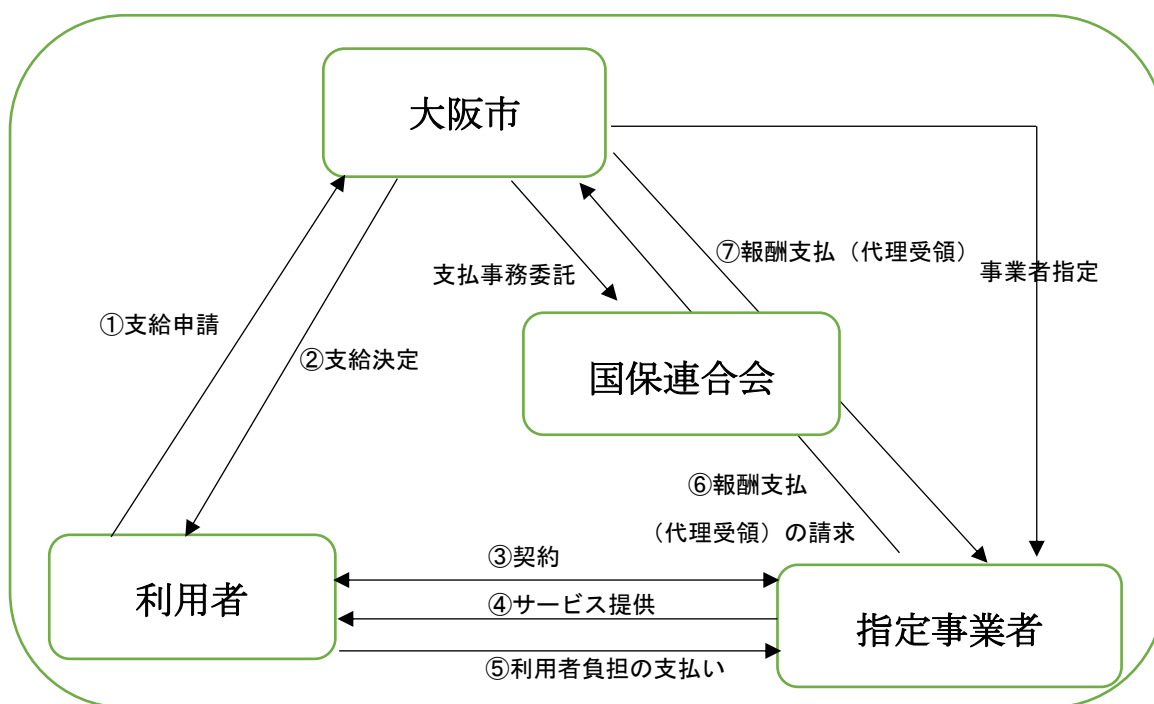 大阪市
⑦報酬支払（代理受領）
支払事務委託
事業者指定
①支給申請
②支給決定
国保連合会
⑥報酬支払
（代理受領）の請求
③契約
利用者
④サービス提供
指定事業者
⑤利用者負担の支払い